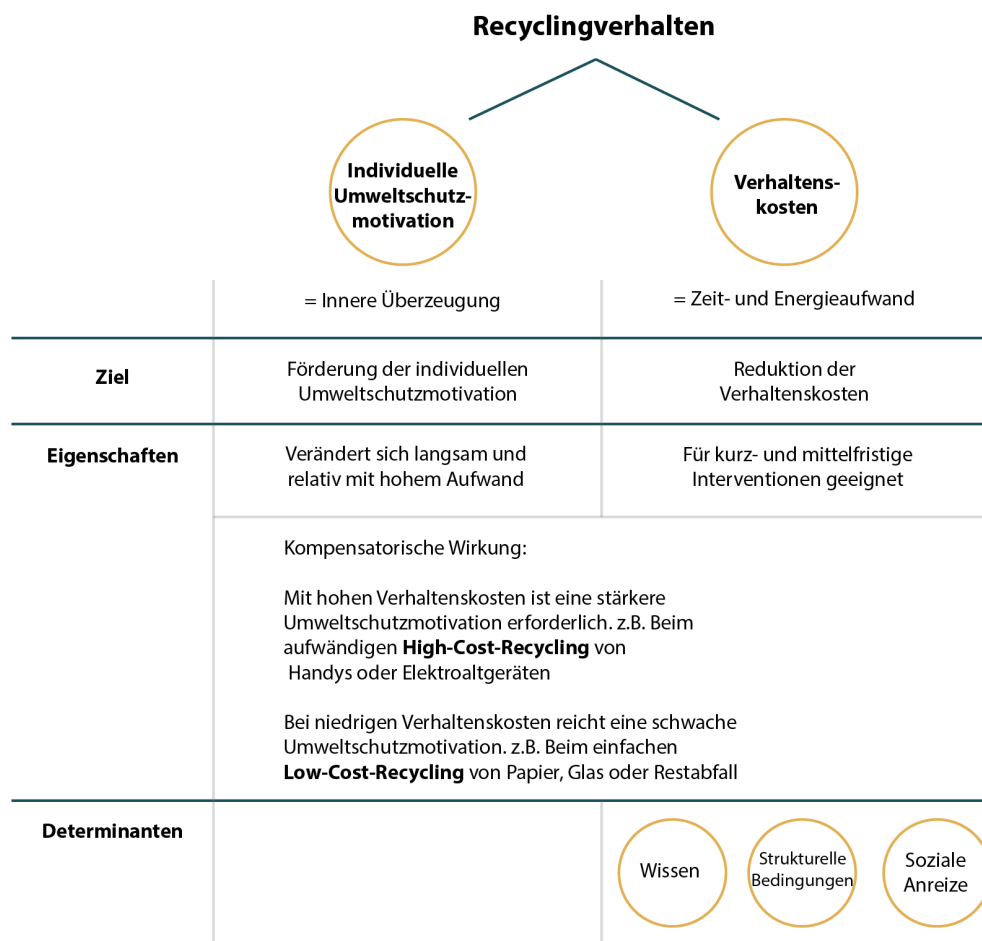 Recyclingverhalten
Individuelle
Umweltschutz-
motivation
Verhaltens-
kosten
= Innere Überzeugung
= Zeit- und Energieaufwand
Ziel
Förderung der individuellen
Umweltschutzmotivation
Reduktion der
Verhaltenskosten
Eigenschaften
Verändert sich langsam und
relativ mit hohem Aufwand
Für kurz- und mittelfristige
Interventionen geeignet
Kompensatorische Wirkung:
Mit hohen Verhaltenskosten ist eine stärkere
Umweltschutzmotivation erforderlich. z.B. Beim
aufwändigen High-Cost-Recycling von
Handys oder Elektroaltgeräten
Bei niedrigen Verhaltenskosten reicht eine schwache
Umweltschutzmotivation. z.B. Beim einfachen
Low-Cost-Recycling von Papier, Glas oder Restabfall
Determinanten
Wissen
Strukturelle
Bedingungen
Soziale
Anreize